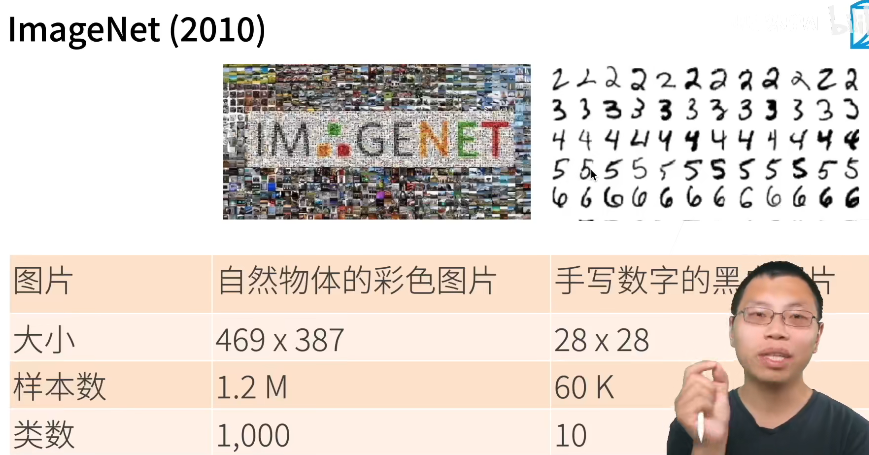 ImageNet (2010)
IMAGENET
2 2 2 2 2 2 2 2 2 2 2 2
3 3 3 3 3 3 3 3 3 3 3 3
4 4 4 4 4 4 4 4 4 4 4 4
5 5 5 5 5 5 5 5 5 5 5 5
6 6 6 6 6 6 6 6 6 6 6 6
图片 自然物体的彩色图片 手写数字的黑 片
大小 469 x 387 28 x 28
样本数 1.2 M 60 K
类数 1,000 10